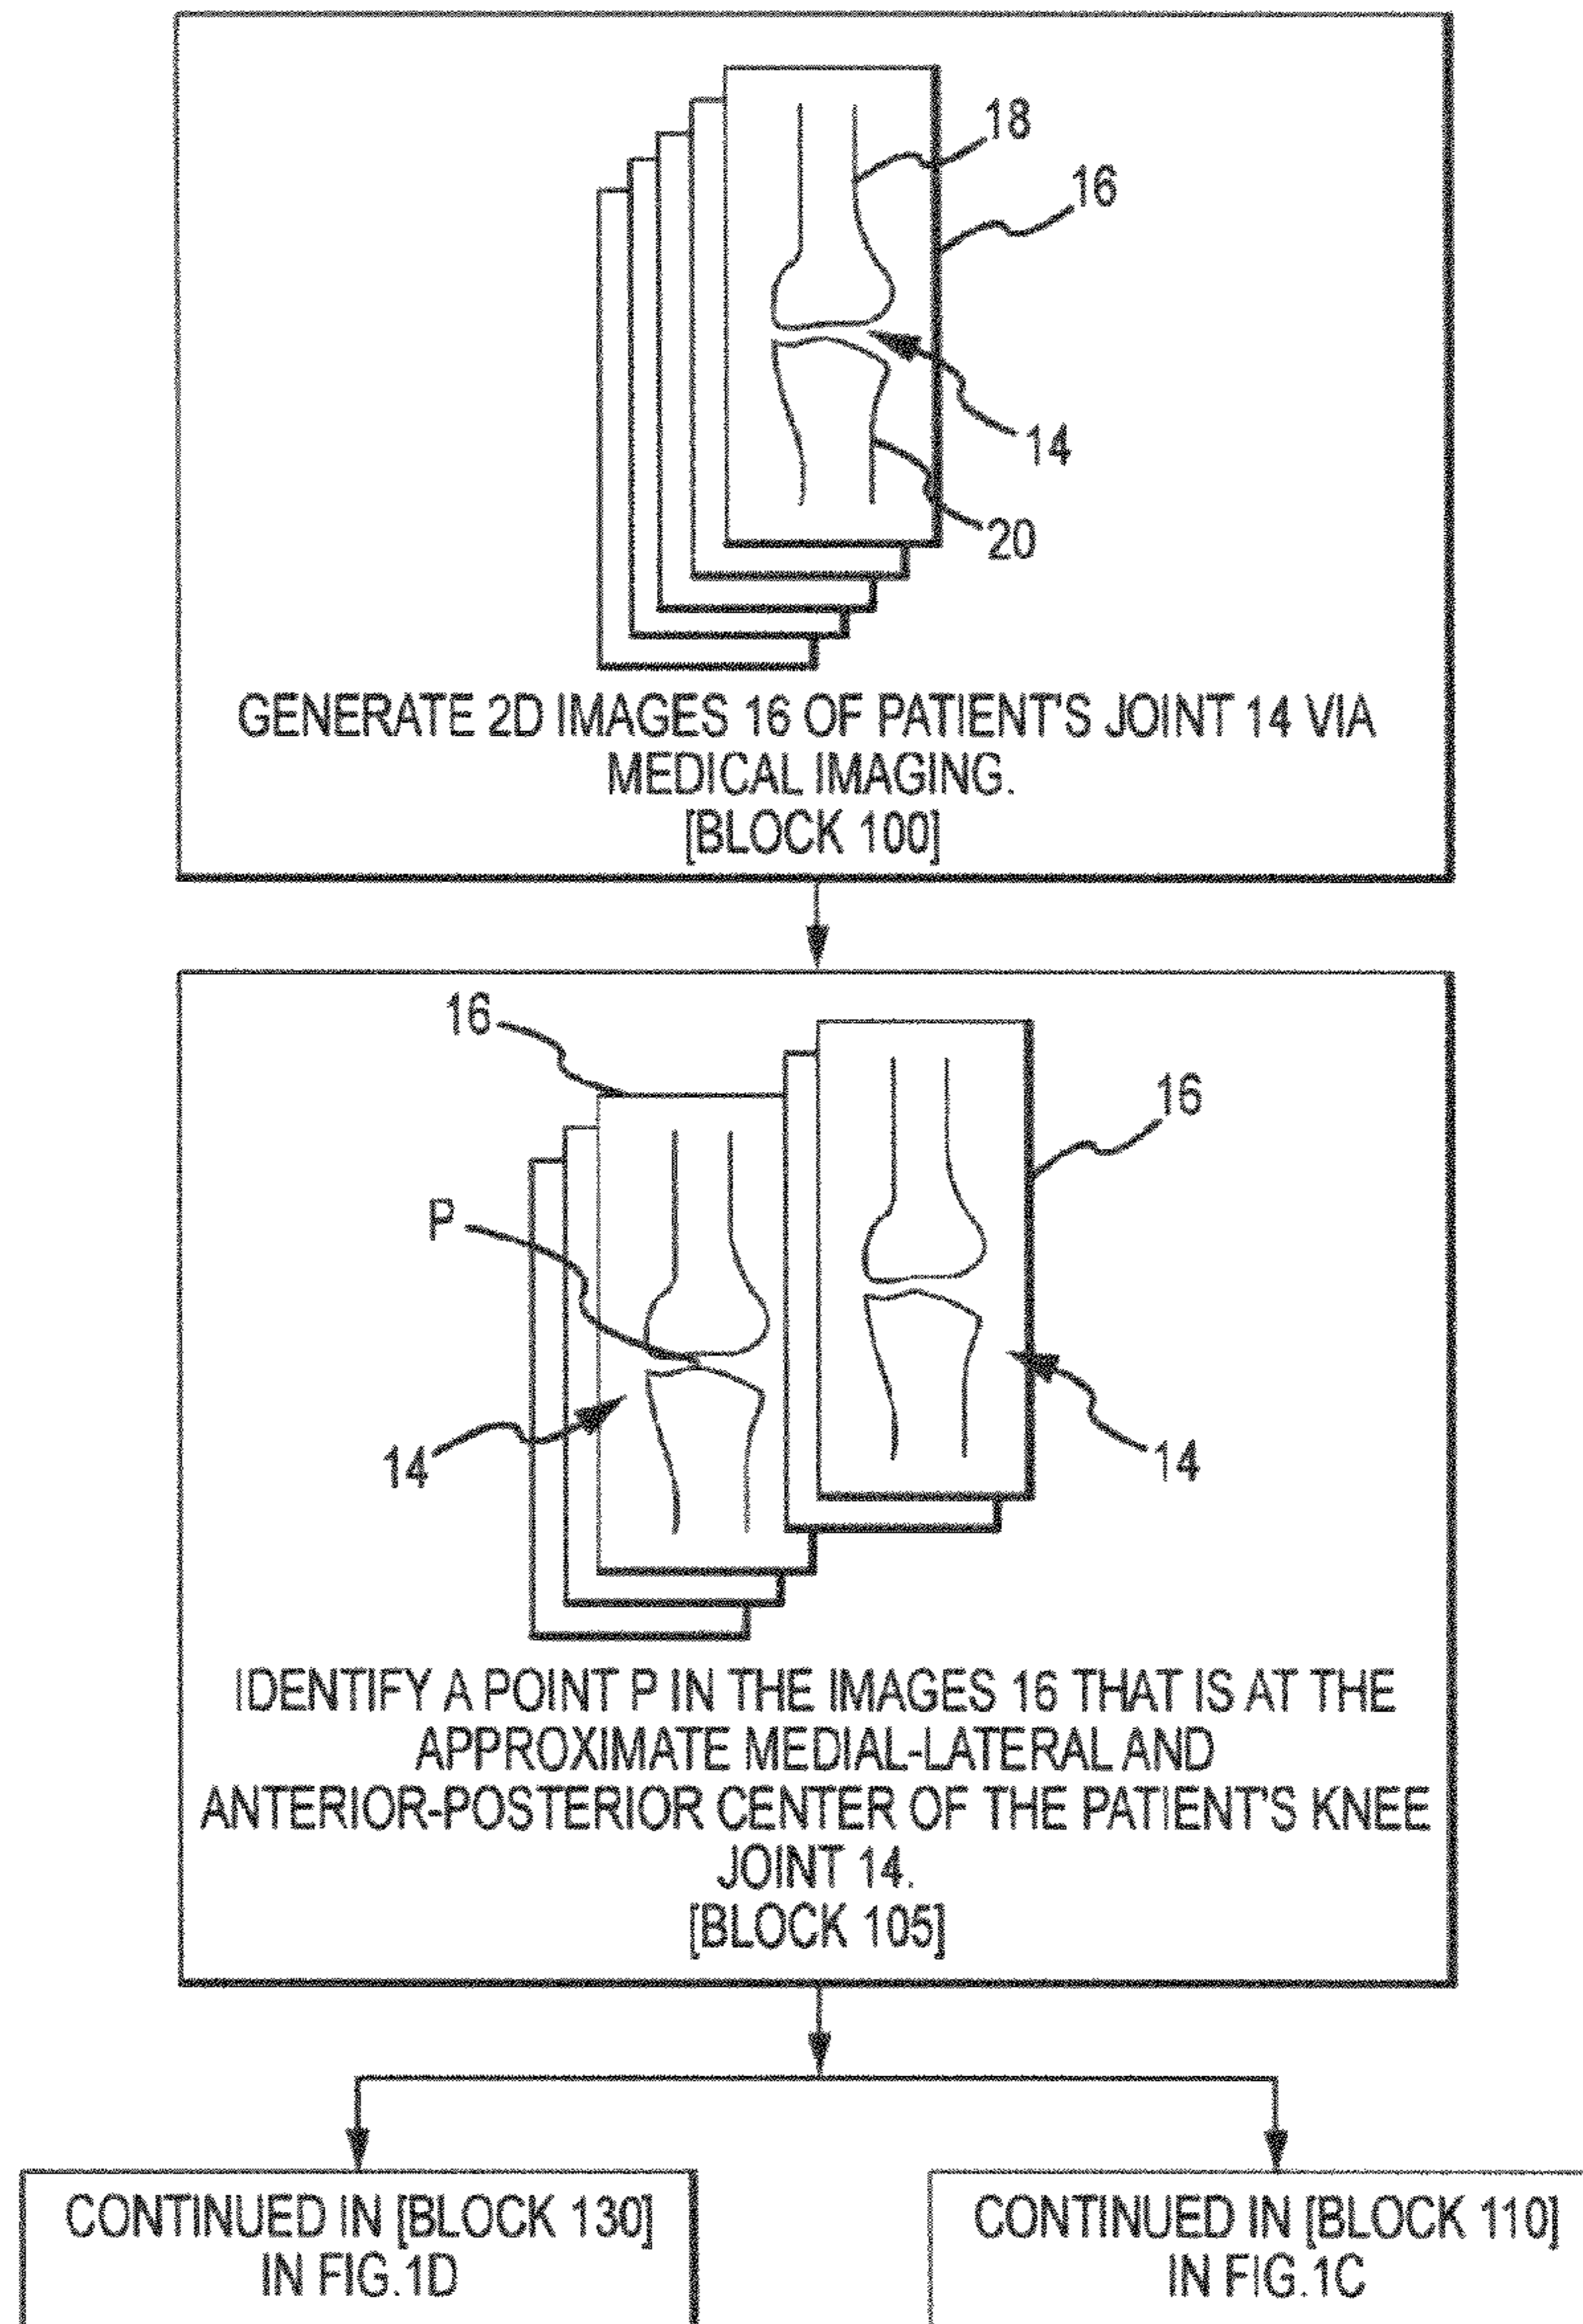 18
16
14
20
GENERATE 2D IMAGES 16 OF PATIENT'S JOINT 14 VIA
MEDICAL IMAGING.
[BLOCK 100]
16
16
P
14
14
IDENTIFY A POINT P IN THE IMAGES 16 THAT IS AT THE
APPROXIMATE MEDIAL-LATERAL AND
ANTERIOR-POSTERIOR CENTER OF THE PATIENT'S KNEE
JOINT 14.
[BLOCK 105]
CONTINUED IN [BLOCK 130]
IN FIG.1D
CONTINUED IN [BLOCK 110]
IN FIG.1C